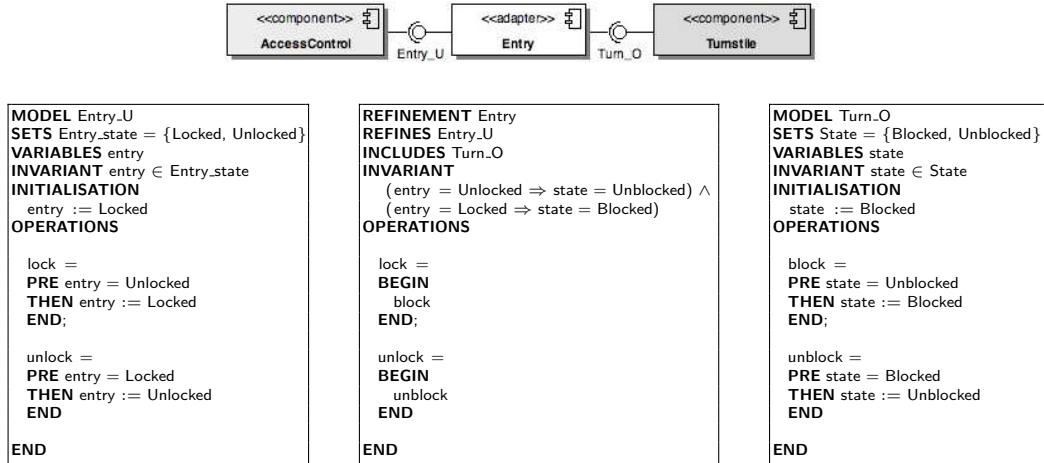 <<component>>
AccessControl
Entry_U
<<adapter>>
Entry
Turn_O
<<component>>
Turnstile
MODEL Entry_U
SETS Entry_state = {Locked, Unlocked}
VARIABLES entry
INVARIANT entry ∈ Entry_state
INITIALISATION
entry := Locked
OPERATIONS
lock =
PRE entry = Unlocked
THEN entry := Locked
END;
unlock =
PRE entry = Locked
THEN entry := Unlocked
END
END
REFINEMENT Entry
REFINES Entry_U
INCLUDES Turn_O
INVARIANT
(entry = Unlocked ⇒ state = Unblocked) ∧
(entry = Locked ⇒ state = Blocked)
OPERATIONS
lock =
BEGIN
block
END;
unlock =
BEGIN
unblock
END
END
MODEL Turn_O
SETS State = {Blocked, Unblocked}
VARIABLES state
INVARIANT state ∈ State
INITIALISATION
state := Blocked
OPERATIONS
block =
PRE state = Unblocked
THEN state := Blocked
END;
unblock =
PRE state = Blocked
THEN state := Unblocked
END
END